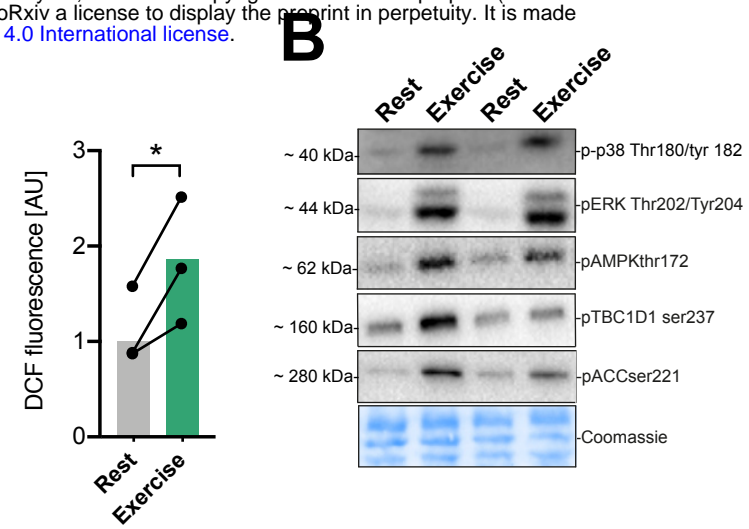 oRxiv a license to display the preprint in perpetuity. It is made
4.0 International license.
B
Rest
Exercise
Rest
Exercise
3
2
1
0
*
DCF fluorescence [AU]
Rest
Exercise
~ 40 kDa-
-p-p38 Thr180/tyr 182
~ 44 kDa-
-pERK Thr202/Tyr204
~ 62 kDa-
-pAMPKthr172
~ 160 kDa-
-pTBC1D1 ser237
~ 280 kDa-
-pACCser221
-Coomassie